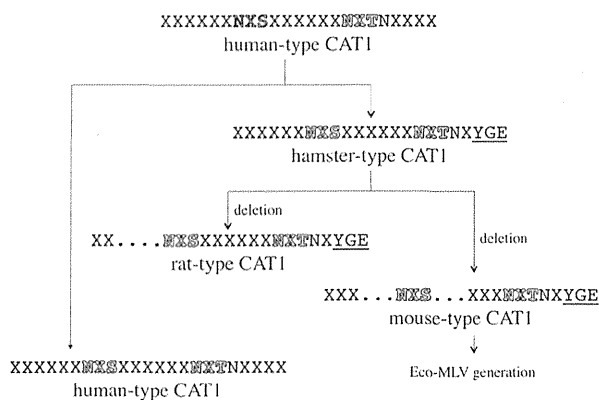 XXXXXXNXSXXXXXXNXTNXXXX
human-type CAT1
XXXXXXNXSXXXXXXNXTNXYGE
hamster-type CAT1
deletion
deletion
XX....NXSXXXXXXNXTNXYGE
rat-type CAT1
XXX...NXS...XXXNXTNXYGE
mouse-type CAT1
Eco-MLV generation
XXXXXXNXSXXXXXXNXTNXXXX
human-type CAT1